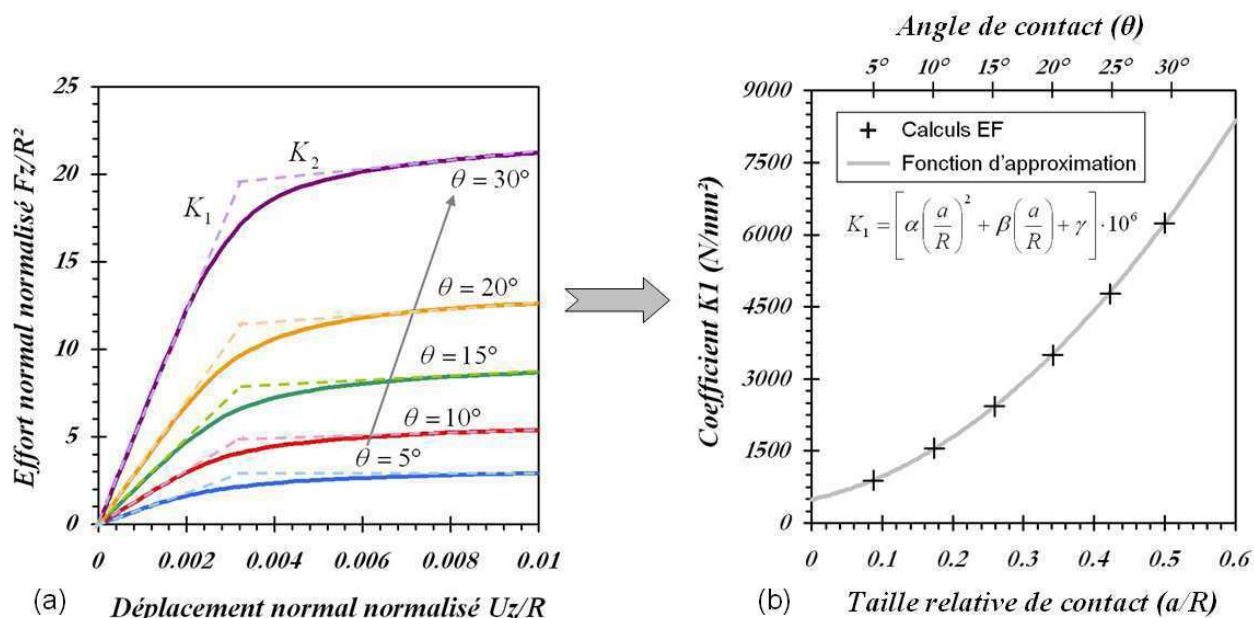 Effort normal normalisé Fz/R²
25
20
15
10
5
0
K₁
K₂
θ = 30°
θ = 20°
θ = 15°
θ = 10°
θ = 5°
0 0.002 0.004 0.006 0.008 0.01
(a) Déplacement normal normalisé Uz/R
Angle de contact (θ)
5° 10° 15° 20° 25° 30°
Coefficient K1 (N/mm²)
9000
7500
6000
4500
3000
1500
0
+ Calculs EF
Fonction d'approximation
K₁ = [α(a/R)² + β(a/R) + γ]·10⁶
0 0.1 0.2 0.3 0.4 0.5 0.6
(b) Taille relative de contact (a/R)